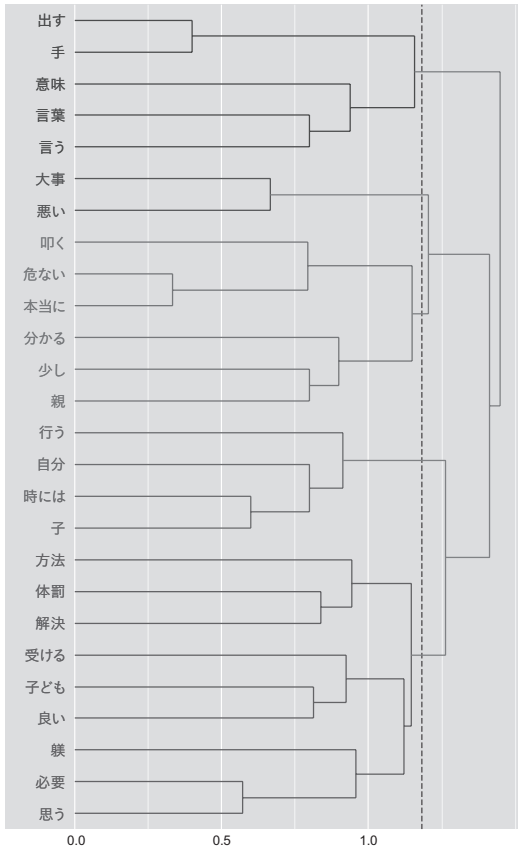 出す
手
意味
言葉
言う
大事
悪い
叩く
危ない
本当に
分かる
少し
親
行う
自分
時には
子
方法
体罰
解決
受ける
子ども
良い
躾
必要
思う
0.0 0.5 1.0